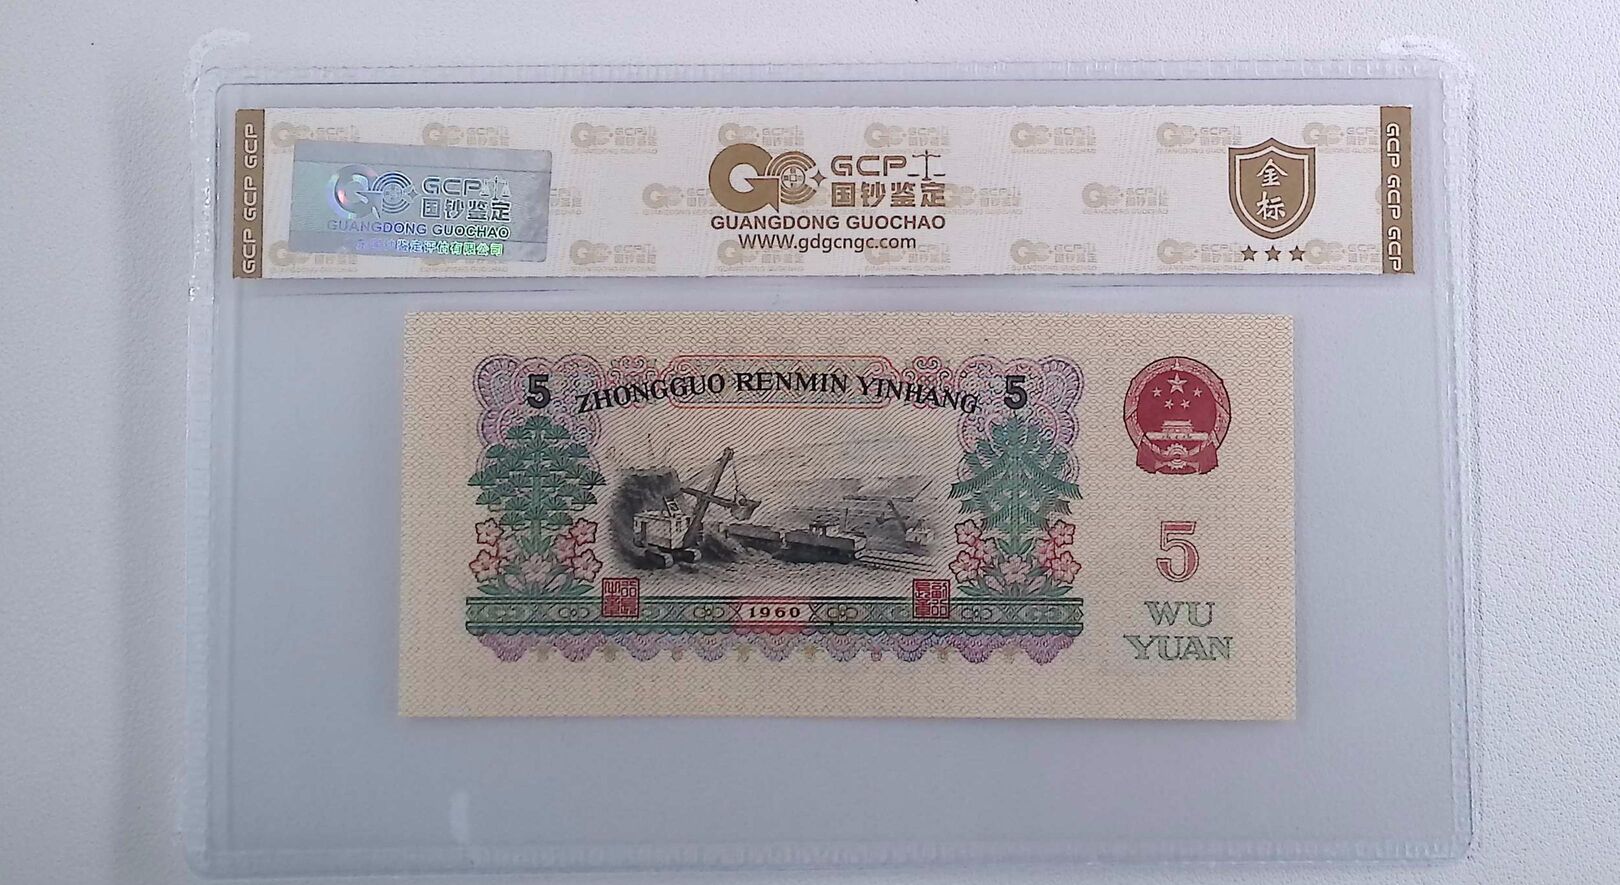 GCP GCP GCP
GCP
国钞鉴定
GUANGDONG GUOCHAO
GCP
国钞鉴定
GUANGDONG GUOCHAO
WWW.gdgcngc.com
金标
GCP GCP GCP
5 ZHONGGUO RENMIN YINHANG 5
1960
5
WU
YUAN